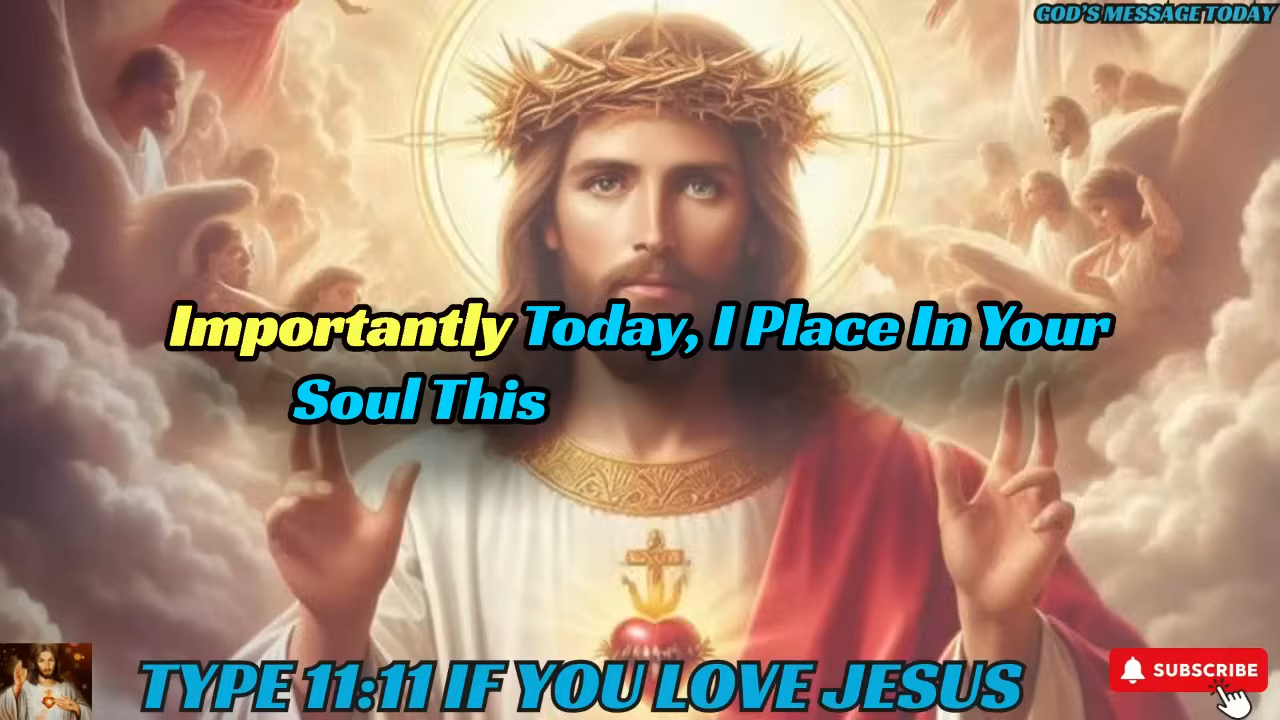 GOD'S MESSAGE TODAY
Importantly Today, I Place In Your
Soul This
TYPE 11:11 IF YOU LOVE JESUS
SUBSCRIBE